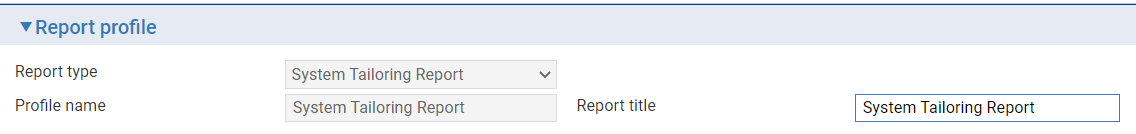 Report profile
Report type System Tailoring Report
Profile name System Tailoring Report Report title System Tailoring Report